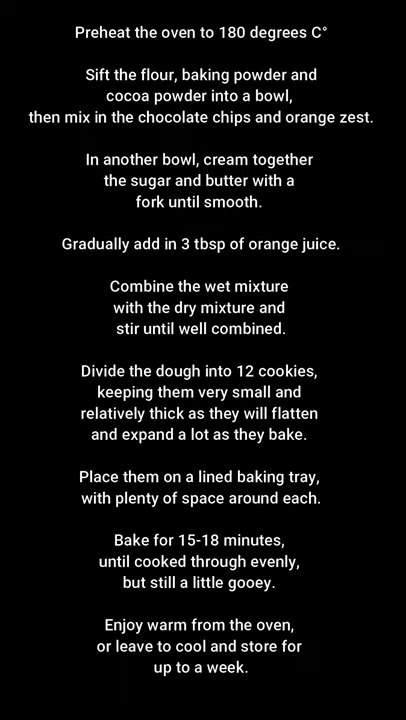 Preheat the oven to 180 degrees C°
Sift the flour, baking powder and
cocoa powder into a bowl,
then mix in the chocolate chips and orange zest.
In another bowl, cream together
the sugar and butter with a
fork until smooth.
Gradually add in 3 tbsp of orange juice.
Combine the wet mixture
with the dry mixture and
stir until well combined.
Divide the dough into 12 cookies,
keeping them very small and
relatively thick as they will flatten
and expand a lot as they bake.
Place them on a lined baking tray,
with plenty of space around each.
Bake for 15-18 minutes,
until cooked through evenly,
but still a little gooey.
Enjoy warm from the oven,
or leave to cool and store for
up to a week.